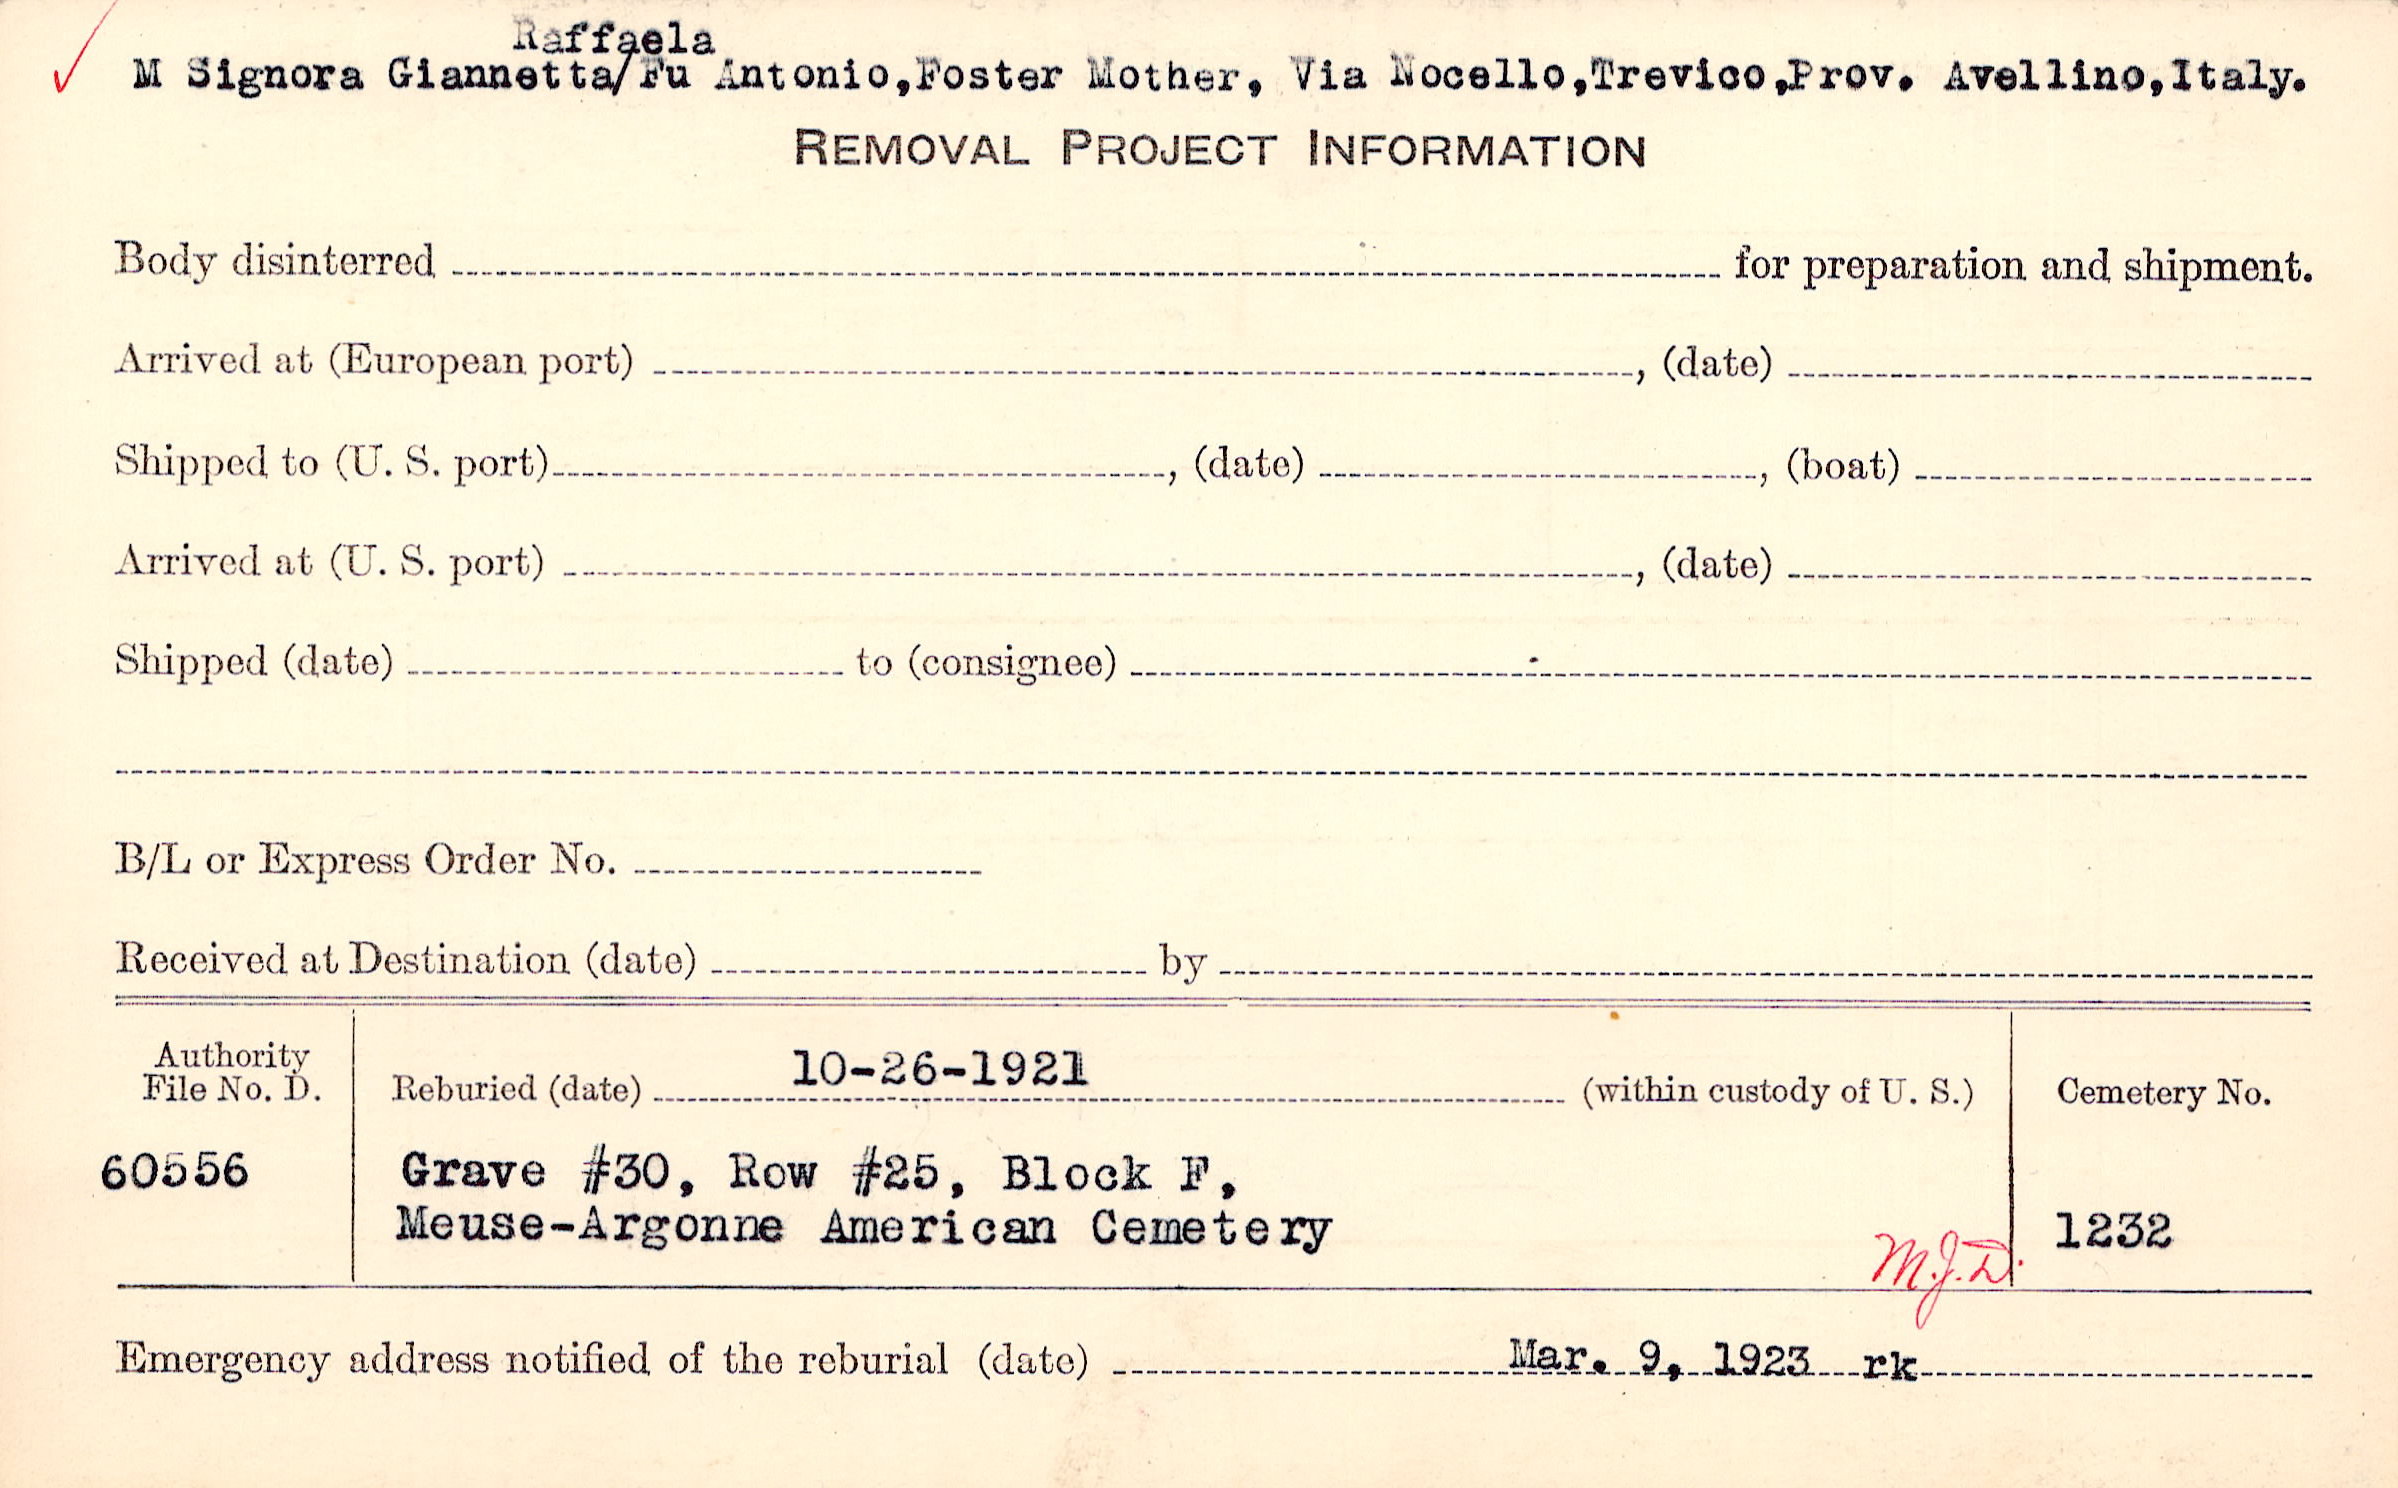 Raffaela
M Signora Giannetta/Fu Antonio,Foster Mother, Via Nocello,Trevico,Prov. Avellino,Italy.
REMOVAL PROJECT INFORMATION
Body disinterred for preparation and shipment.
Arrived at (European port) , (date)
Shipped to (U. S. port) , (date) , (boat)
Arrived at (U. S. port) , (date)
Shipped (date) to (consignee)
B/L or Express Order No.
Received at Destination (date) by
Authority
File No. D.
60556
Reburied (date) 10-26-1921 (within custody of U. S.)
Grave #30, Row #25, Block F,
Meuse-Argonne American Cemetery
M.J.D.
Cemetery No.
1232
Emergency address notified of the reburial (date) Mar. 9, 1923 rk